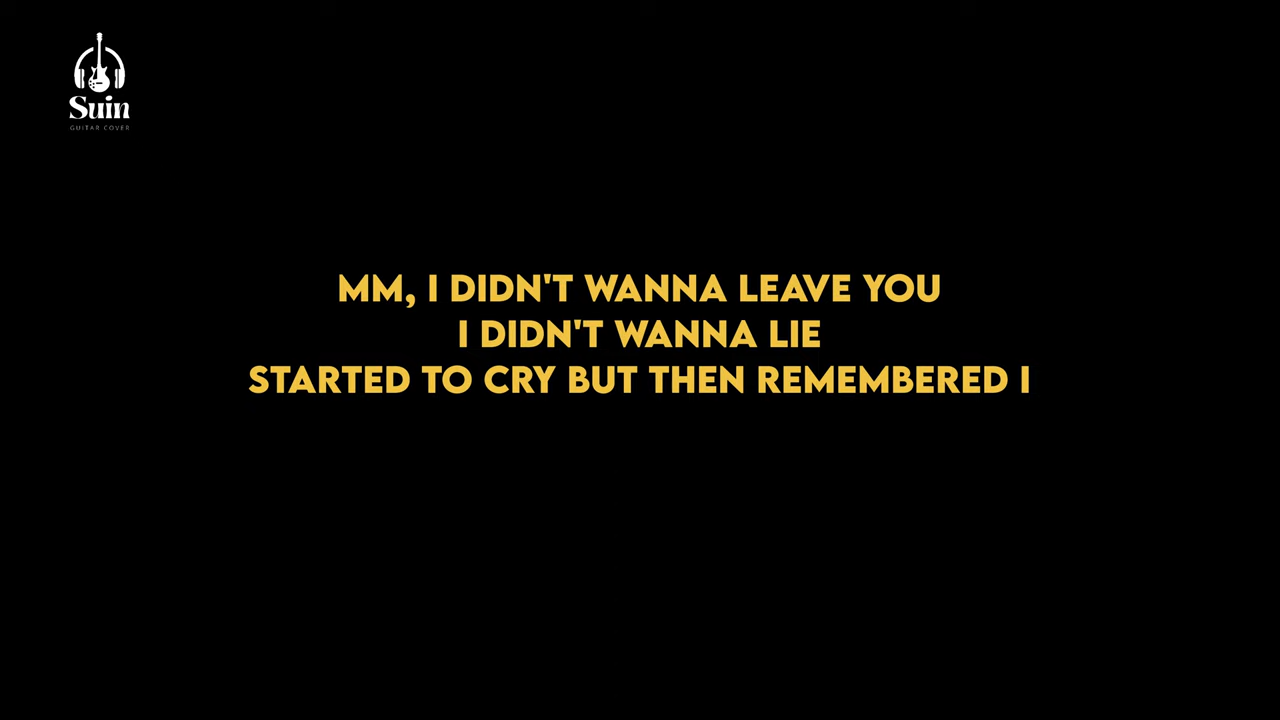 Suin
GUITAR COVER
MM, I DIDN'T WANNA LEAVE YOU
I DIDN'T WANNA LIE
STARTED TO CRY BUT THEN REMEMBERED I